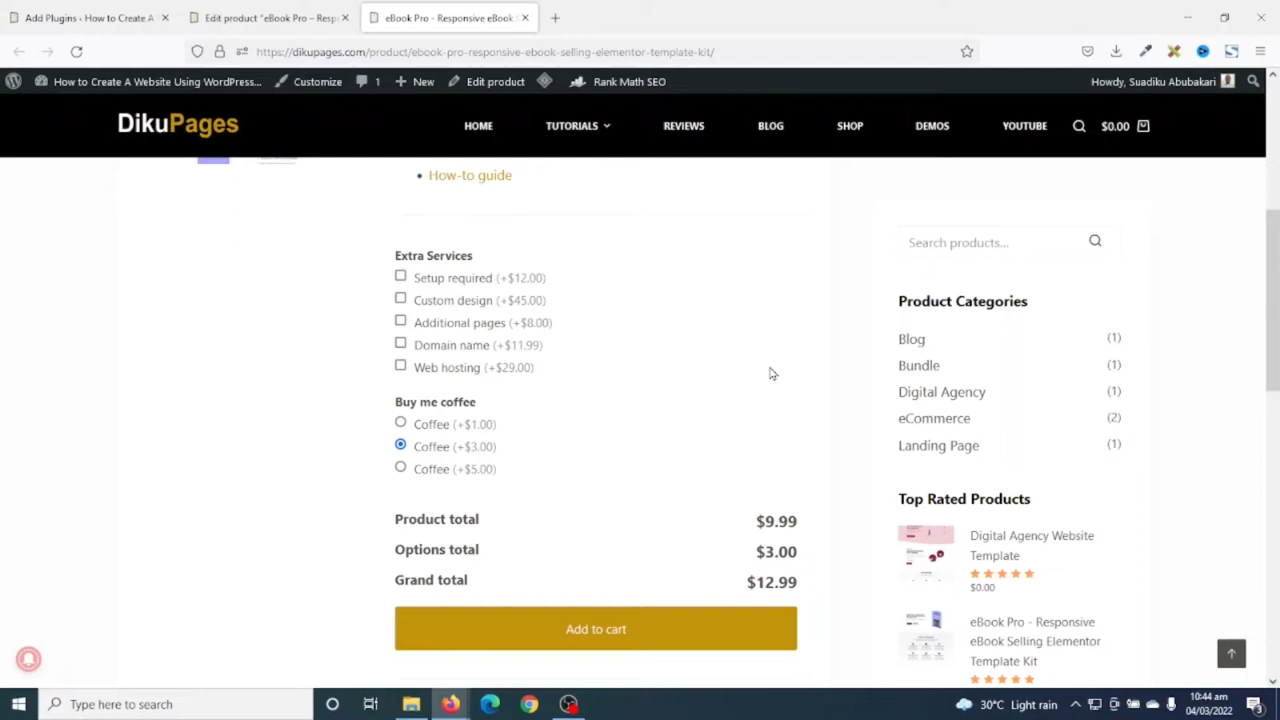 Add Plugins ‹ How to Create A
Edit product "eBook Pro – Resp
eBook Pro - Responsive eBook
https://dikupages.com/product/ebook-pro-responsive-ebook-selling-elementor-template-kit/
How to Create A Website Using WordPress...
Customize
1
New
Edit product
Rank Math SEO
Howdy, Suadiku Abubakari
DikuPages
HOME
TUTORIALS
REVIEWS
BLOG
SHOP
DEMOS
YOUTUBE
$0.00
• How-to guide
Extra Services
Setup required (+$12.00)
Custom design (+$45.00)
Additional pages (+$8.00)
Domain name (+$11.99)
Web hosting (+$29.00)
Buy me coffee
Coffee (+$1.00)
Coffee (+$3.00)
Coffee (+$5.00)
Product total $9.99
Options total $3.00
Grand total $12.99
Add to cart
Search products...
Product Categories
Blog (1)
Bundle (1)
Digital Agency (1)
eCommerce (2)
Landing Page (1)
Top Rated Products
Digital Agency Website
Template
$0.00
eBook Pro - Responsive
eBook Selling Elementor
Template Kit
Type here to search
30°C Light rain
10:44 am
04/03/2022
3